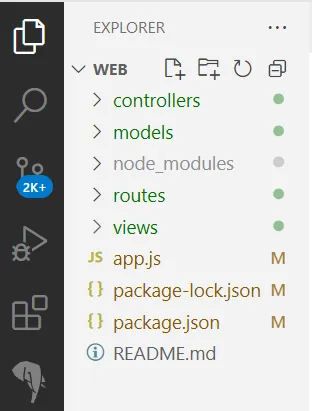 EXPLORER
WEB
controllers
models
node_modules
2K+
routes
views
JS app.js M
{} package-lock.json M
{} package.json M
README.md